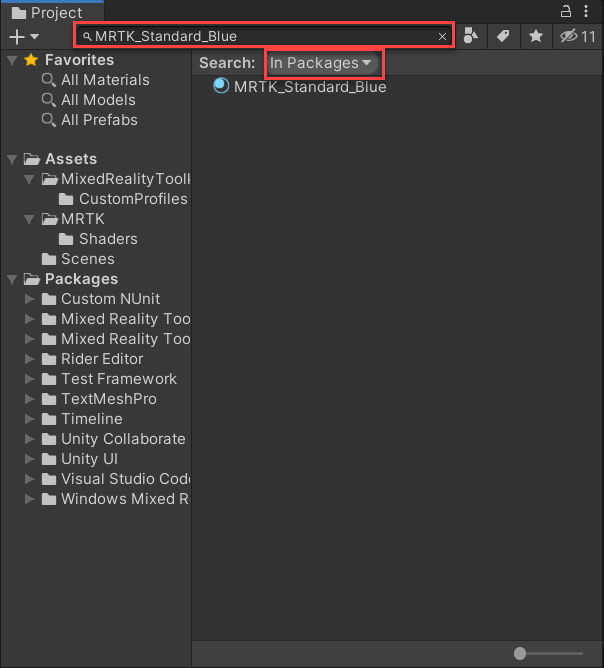 Project
MRTK_Standard_Blue
11
Favorites
All Materials
All Models
All Prefabs
Assets
MixedRealityToolk
CustomProfiles
MRTK
Shaders
Scenes
Packages
Custom NUnit
Mixed Reality Too
Mixed Reality Too
Rider Editor
Test Framework
TextMeshPro
Timeline
Unity Collaborate
Unity UI
Visual Studio Code
Windows Mixed R
Search: In Packages
MRTK_Standard_Blue